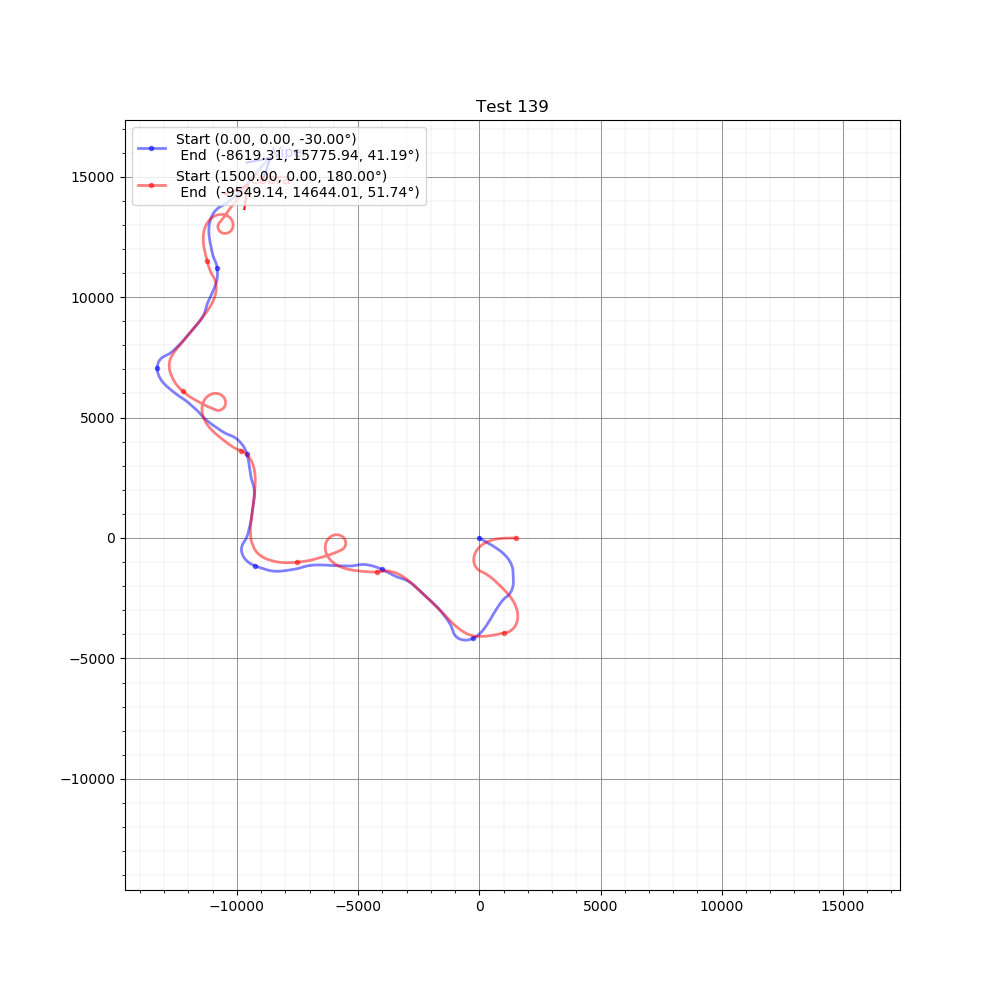 Test 139
Start (0.00, 0.00, -30.00°)
End  (-8619.31, 15775.94, 41.19°)
Start (1500.00, 0.00, 180.00°)
End  (-9549.14, 14644.01, 51.74°)
15000
10000
5000
0
−5000
−10000
−10000
−5000
0
5000
10000
15000